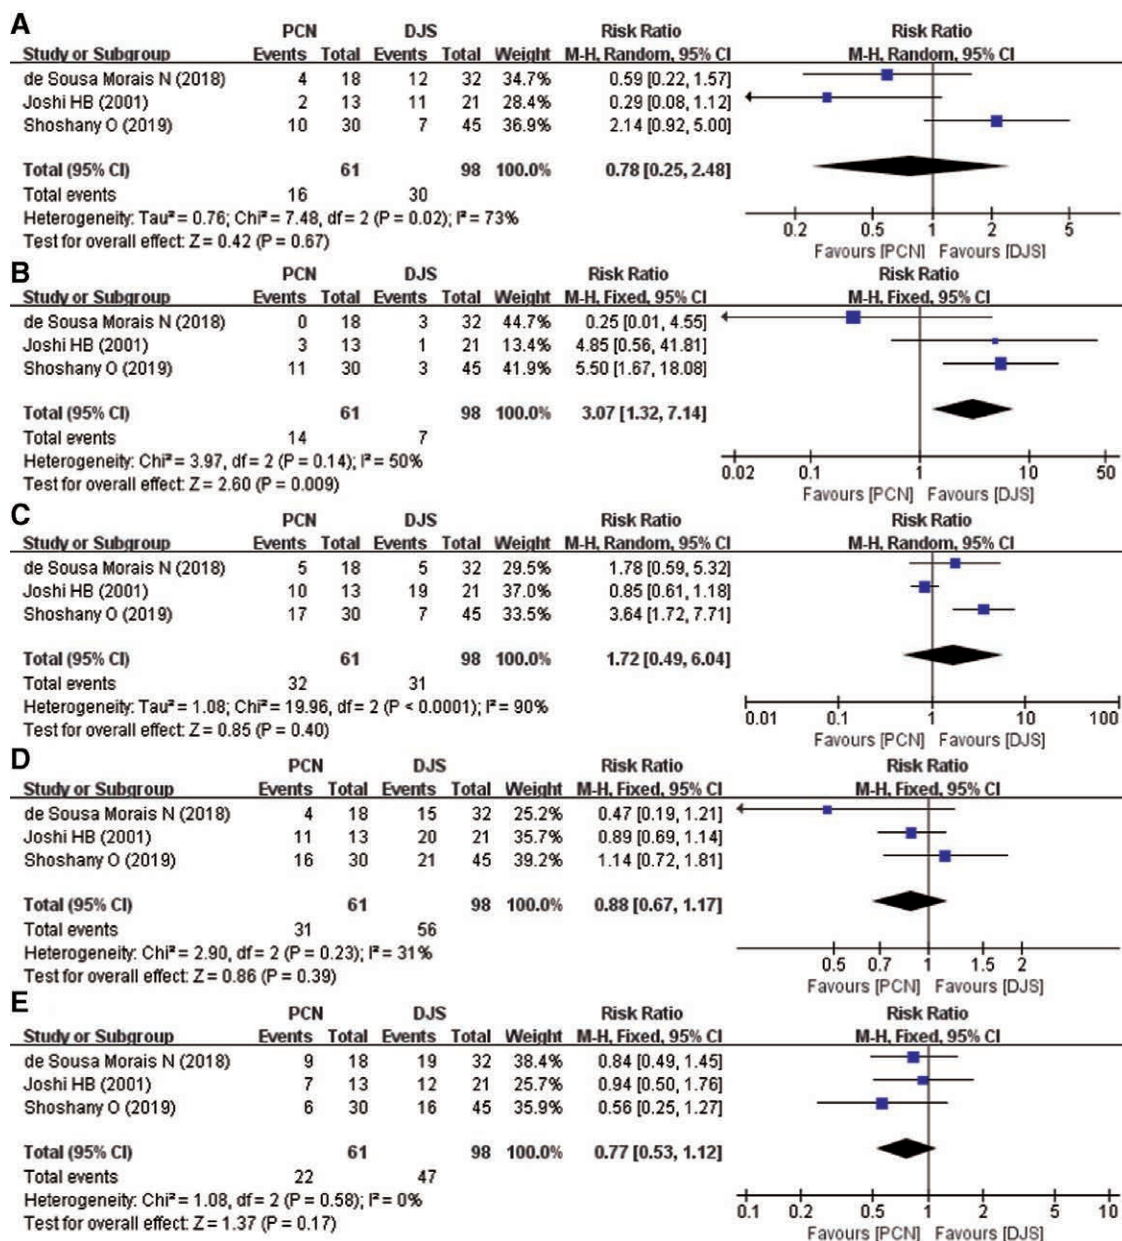 A
PCN DJS Risk Ratio Risk Ratio
Study or Subgroup Events Total Events Total Weight M-H, Random, 95% CI M-H, Random, 95% CI
de Sousa Morais N (2018) 4 18 12 32 34.7% 0.59 [0.22, 1.57]
Joshi HB (2001) 2 13 11 21 28.4% 0.29 [0.08, 1.12]
Shoshany O (2019) 10 30 7 45 36.9% 2.14 [0.92, 5.00]
Total (95% CI) 61 98 100.0% 0.78 [0.25, 2.48]
Total events 16 30
Heterogeneity: Tau² = 0.76; Chi² = 7.48, df = 2 (P = 0.02); I² = 73%
Test for overall effect: Z = 0.42 (P = 0.67)
0.2 0.5 1 2 5
Favours [PCN] Favours [DJS]
B
PCN DJS Risk Ratio Risk Ratio
Study or Subgroup Events Total Events Total Weight M-H, Fixed, 95% CI M-H, Fixed, 95% CI
de Sousa Morais N (2018) 0 18 3 32 44.7% 0.25 [0.01, 4.55]
Joshi HB (2001) 3 13 1 21 13.4% 4.85 [0.56, 41.81]
Shoshany O (2019) 11 30 3 45 41.9% 5.50 [1.67, 18.08]
Total (95% CI) 61 98 100.0% 3.07 [1.32, 7.14]
Total events 14 7
Heterogeneity: Chi² = 3.97, df = 2 (P = 0.14); I² = 50%
Test for overall effect: Z = 2.60 (P = 0.009)
0.02 0.1 1 10 50
Favours [PCN] Favours [DJS]
C
PCN DJS Risk Ratio Risk Ratio
Study or Subgroup Events Total Events Total Weight M-H, Random, 95% CI M-H, Random, 95% CI
de Sousa Morais N (2018) 5 18 5 32 29.5% 1.78 [0.59, 5.32]
Joshi HB (2001) 10 13 19 21 37.0% 0.85 [0.61, 1.18]
Shoshany O (2019) 17 30 7 45 33.5% 3.64 [1.72, 7.71]
Total (95% CI) 61 98 100.0% 1.72 [0.49, 6.04]
Total events 32 31
Heterogeneity: Tau² = 1.08; Chi² = 19.96, df = 2 (P < 0.0001); I² = 90%
Test for overall effect: Z = 0.85 (P = 0.40)
0.01 0.1 1 10 100
Favours [PCN] Favours [DJS]
D
PCN DJS Risk Ratio Risk Ratio
Study or Subgroup Events Total Events Total Weight M-H, Fixed, 95% CI M-H, Fixed, 95% CI
de Sousa Morais N (2018) 4 18 15 32 25.2% 0.47 [0.19, 1.21]
Joshi HB (2001) 11 13 20 21 35.7% 0.89 [0.69, 1.14]
Shoshany O (2019) 16 30 21 45 39.2% 1.14 [0.72, 1.81]
Total (95% CI) 61 98 100.0% 0.88 [0.67, 1.17]
Total events 31 56
Heterogeneity: Chi² = 2.90, df = 2 (P = 0.23); I² = 31%
Test for overall effect: Z = 0.86 (P = 0.39)
0.5 0.7 1 1.5 2
Favours [PCN] Favours [DJS]
E
PCN DJS Risk Ratio Risk Ratio
Study or Subgroup Events Total Events Total Weight M-H, Fixed, 95% CI M-H, Fixed, 95% CI
de Sousa Morais N (2018) 9 18 19 32 38.4% 0.84 [0.49, 1.45]
Joshi HB (2001) 7 13 12 21 25.7% 0.94 [0.50, 1.76]
Shoshany O (2019) 6 30 16 45 35.9% 0.56 [0.25, 1.27]
Total (95% CI) 61 98 100.0% 0.77 [0.53, 1.12]
Total events 22 47
Heterogeneity: Chi² = 1.08, df = 2 (P = 0.58); I² = 0%
Test for overall effect: Z = 1.37 (P = 0.17)
0.1 0.2 0.5 1 2 5 10
Favours [PCN] Favours [DJS]